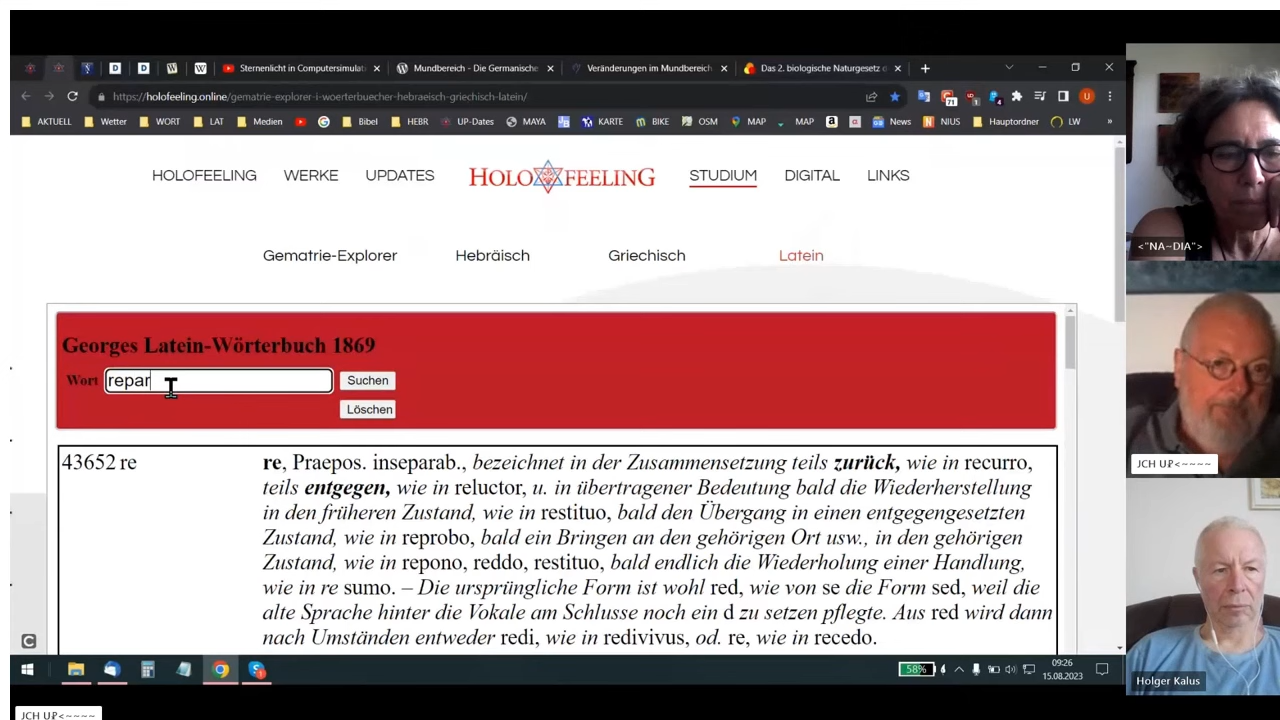 Sternenlicht in Computersimulat
Mundbereich - Die Germanische
Veränderungen im Mundbereich
Das 2. biologische Naturgesetz d
https://holofeeling.online/gematrie-explorer-i-woerterbuecher-hebraeisch-griechisch-latein/
AKTUELL Wetter WORT LAT Medien Bibel HEBR UP-Dates MAYA KARTE BIKE OSM MAP MAP News NIUS Hauptordner LW »
HOLOFEELING WERKE UPDATES HOLOFEELING STUDIUM DIGITAL LINKS
Gematrie-Explorer Hebräisch Griechisch Latein
Georges Latein-Wörterbuch 1869
Wort repar Suchen
Löschen
43652 re re, Praepos. inseparab., bezeichnet in der Zusammensetzung teils zurück, wie in recurro,
teils entgegen, wie in reluctor, u. in übertragener Bedeutung bald die Wiederherstellung
in den früheren Zustand, wie in restituo, bald den Übergang in einen entgegengesetzten
Zustand, wie in reprobo, bald ein Bringen an den gehörigen Ort usw., in den gehörigen
Zustand, wie in repono, reddo, restituo, bald endlich die Wiederholung einer Handlung,
wie in re sumo. – Die ursprüngliche Form ist wohl red, wie von se die Form sed, weil die
alte Sprache hinter die Vokale am Schlusse noch ein d zu setzen pflegte. Aus red wird dann
nach Umständen entweder redi, wie in redivivus, od. re, wie in recedo.
58%
09:26
15.08.2023
<"NA~DIA">
JCH UP<~~~~
Holger Kalus
JCH UP<~~~~